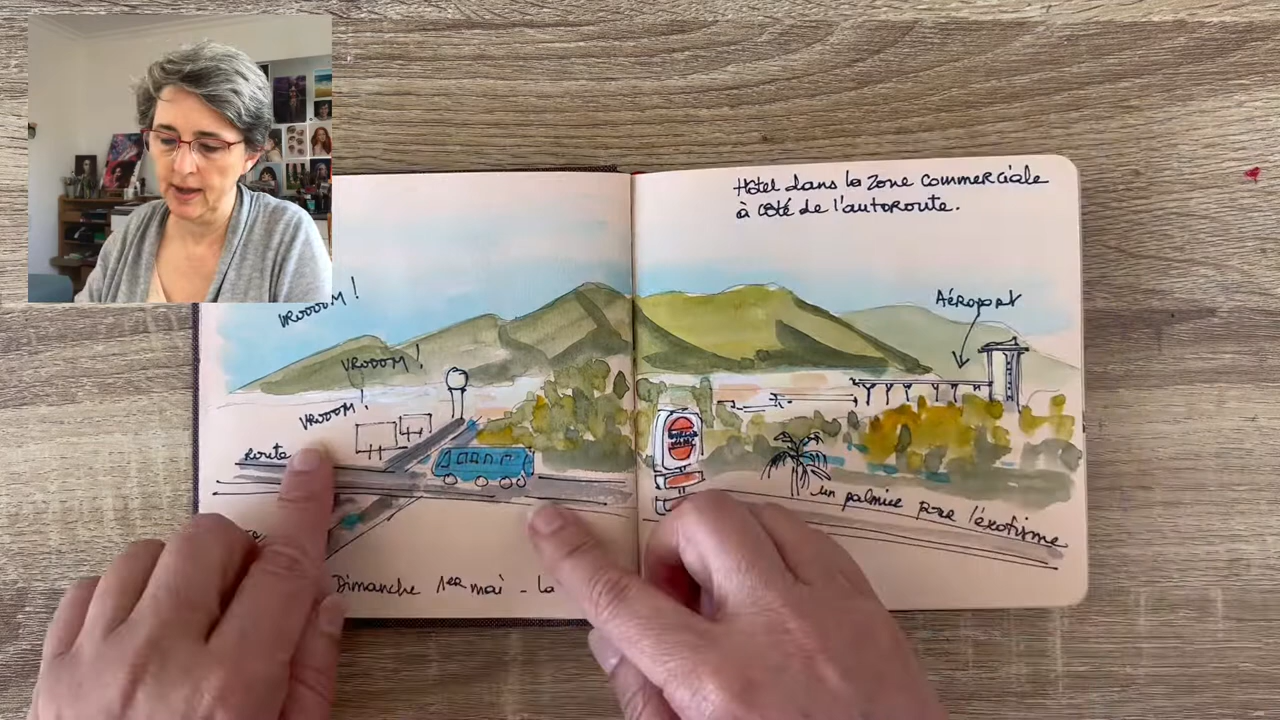 Hôtel dans la zone commerciale
à côté de l'autoroute.
VROOOM !
VROOOM !
VROOOM !
Aéroport
Route
un palmier pour l'exotisme
Dimanche 1er mai - La